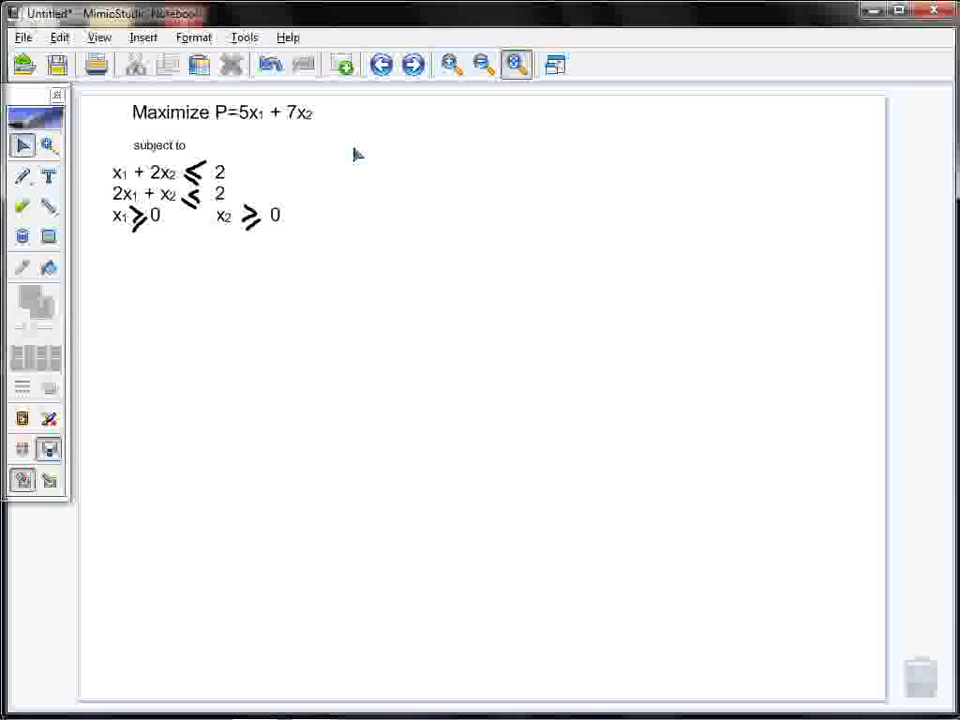 Untitled* - MimioStudio Notebook
File Edit View Insert Format Tools Help
Maximize P=5x₁ + 7x₂
subject to
x₁ + 2x₂ ≤ 2
2x₁ + x₂ ≤ 2
x₁ ≥ 0 x₂ ≥ 0